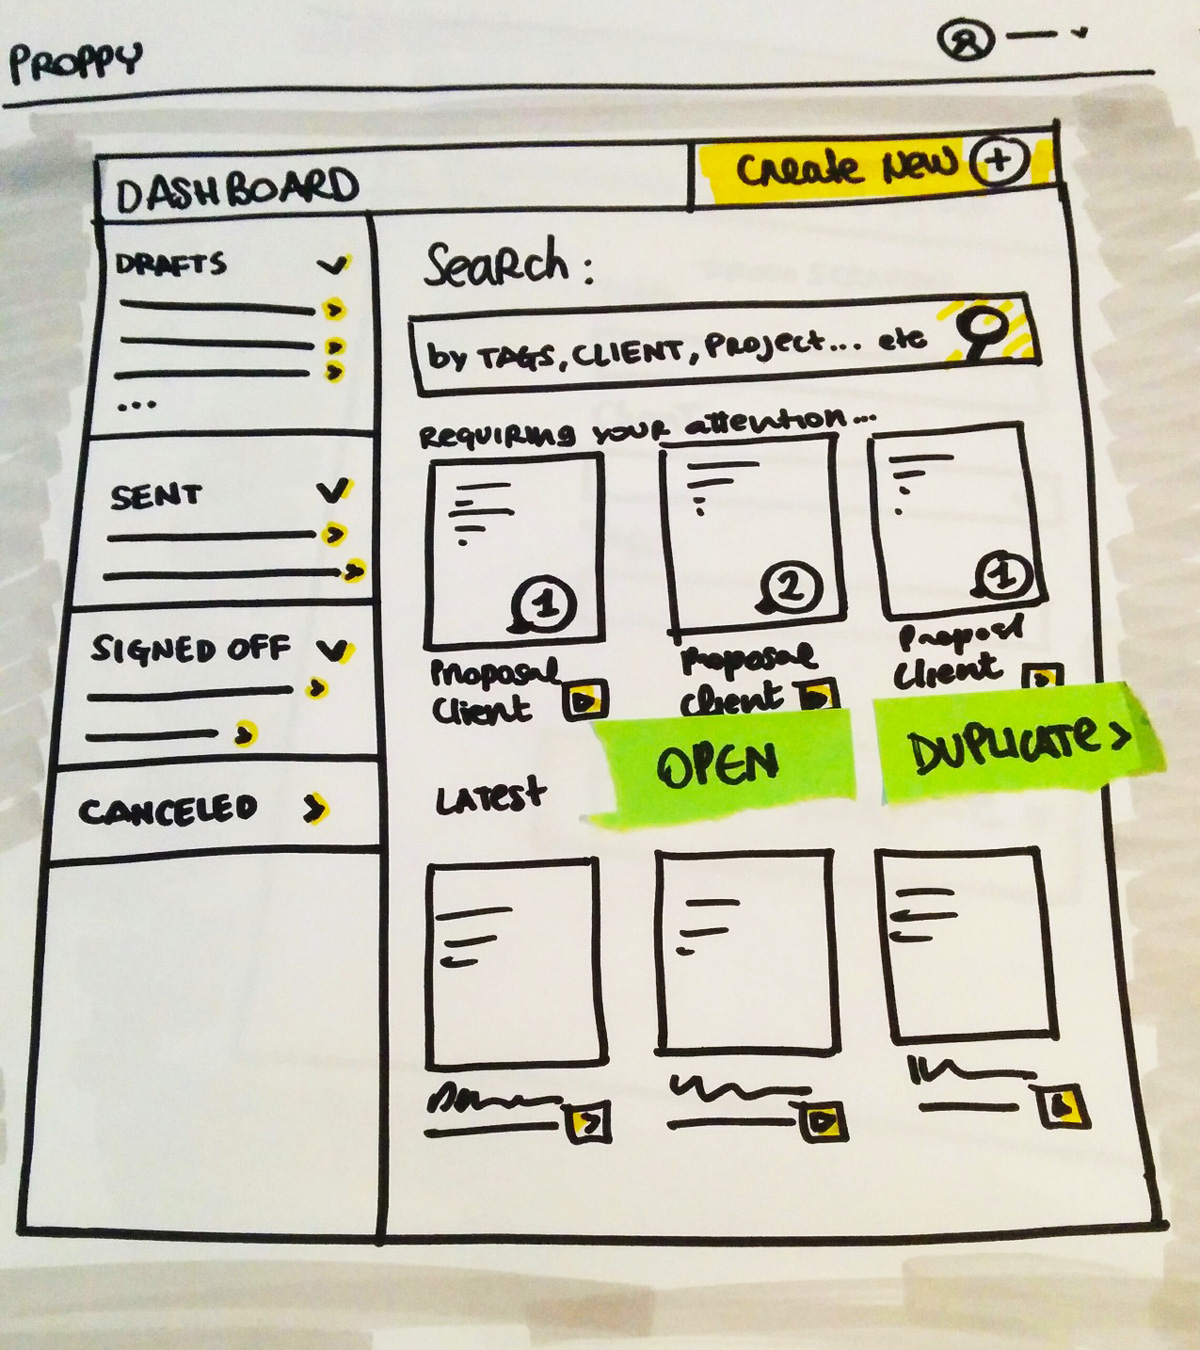 PROPPY
DASHBOARD
Create New +
DRAFTS
...
SENT
SIGNED OFF
CANCELED
Search:
by TAGS, CLIENT, Project... etc
Requiring your attention...
1
2
1
Proposal
Client
Proposal
Client
Proposl
Client
OPEN
DUPLICATE >
LATEST